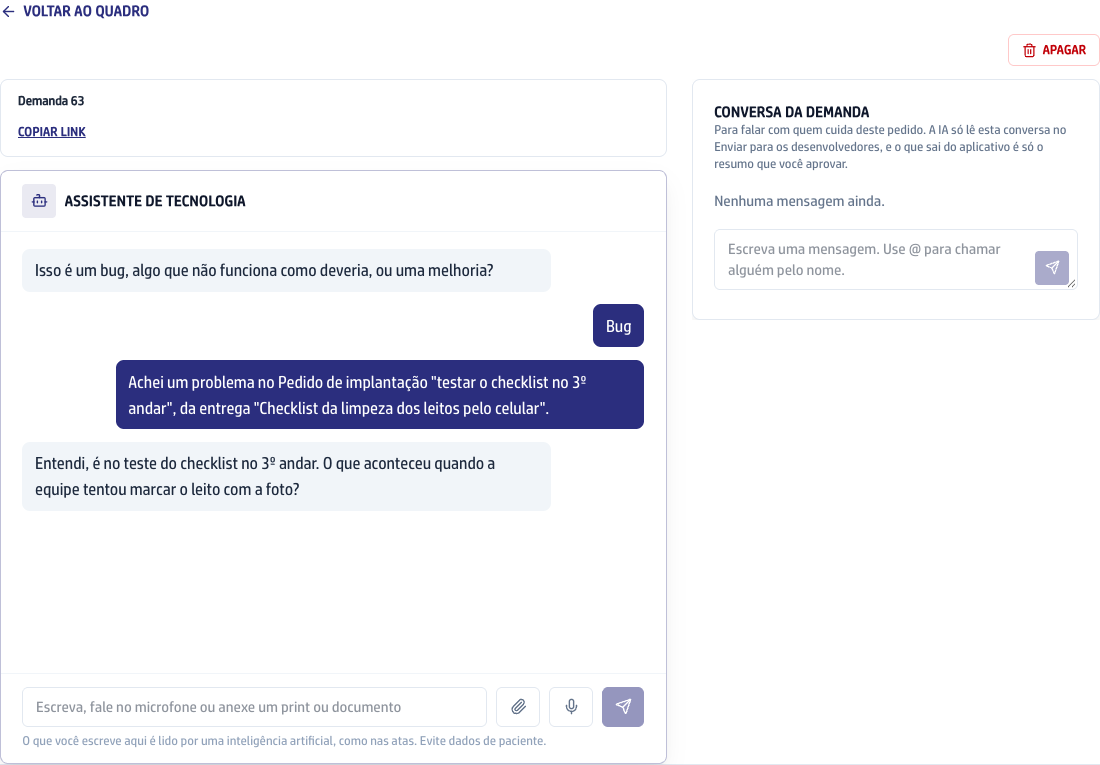 VOLTAR AO QUADRO
APAGAR
Demanda 63
COPIAR LINK
ASSISTENTE DE TECNOLOGIA
Isso é um bug, algo que não funciona como deveria, ou uma melhoria?
Bug
Achei um problema no Pedido de implantação "testar o checklist no 3º
andar", da entrega "Checklist da limpeza dos leitos pelo celular".
Entendi, é no teste do checklist no 3º andar. O que aconteceu quando a
equipe tentou marcar o leito com a foto?
Escreva, fale no microfone ou anexe um print ou documento
O que você escreve aqui é lido por uma inteligência artificial, como nas atas. Evite dados de paciente.
CONVERSA DA DEMANDA
Para falar com quem cuida deste pedido. A IA só lê esta conversa no
Enviar para os desenvolvedores, e o que sai do aplicativo é só o
resumo que você aprovar.
Nenhuma mensagem ainda.
Escreva uma mensagem. Use @ para chamar
alguém pelo nome.